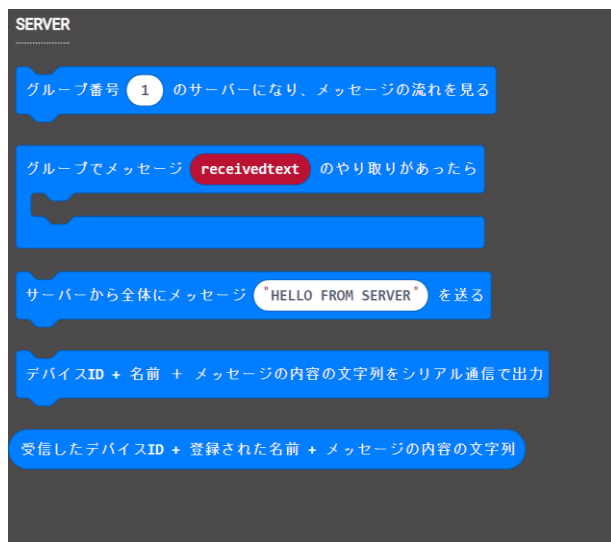 SERVER
グループ番号 1 のサーバーになり、メッセージの流れを見る
グループでメッセージ receivedtext のやり取りがあったら
サーバーから全体にメッセージ "HELLO FROM SERVER" を送る
デバイスID + 名前 ＋ メッセージの内容の文字列をシリアル通信で出力
受信したデバイスID + 登録された名前 + メッセージの内容の文字列